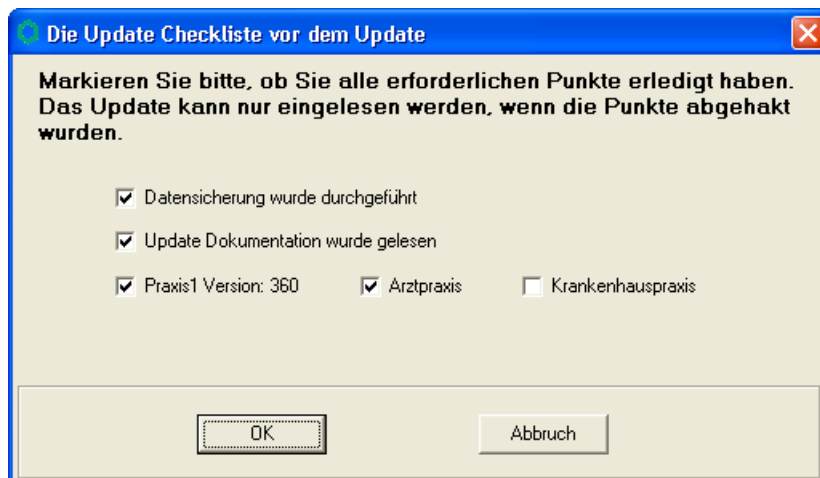 Die Update Checkliste vor dem Update
Markieren Sie bitte, ob Sie alle erforderlichen Punkte erledigt haben.
Das Update kann nur eingelesen werden, wenn die Punkte abgehakt
wurden.
Datensicherung wurde durchgeführt
Update Dokumentation wurde gelesen
Praxis1 Version: 360 Arztpraxis Krankenhauspraxis
OK Abbruch